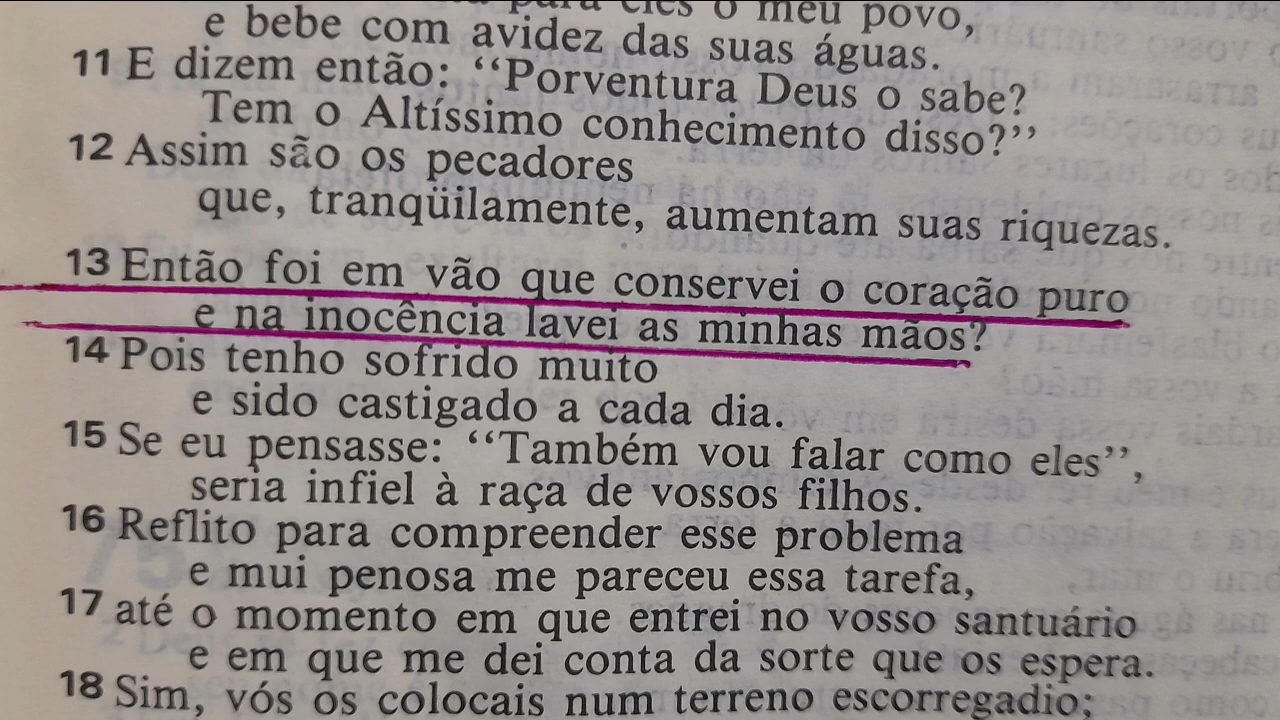 para eles o meu povo,
e bebe com avidez das suas águas.
11 E dizem então: “Porventura Deus o sabe?
Tem o Altíssimo conhecimento disso?”
12 Assim são os pecadores
que, tranqüilamente, aumentam suas riquezas.
13 Então foi em vão que conservei o coração puro
e na inocência lavei as minhas mãos?
14 Pois tenho sofrido muito
e sido castigado a cada dia.
15 Se eu pensasse: “Também vou falar como eles”,
seria infiel à raça de vossos filhos.
16 Reflito para compreender esse problema
e mui penosa me pareceu essa tarefa,
17 até o momento em que entrei no vosso santuário
e em que me dei conta da sorte que os espera.
18 Sim, vós os colocais num terreno escorregadio;